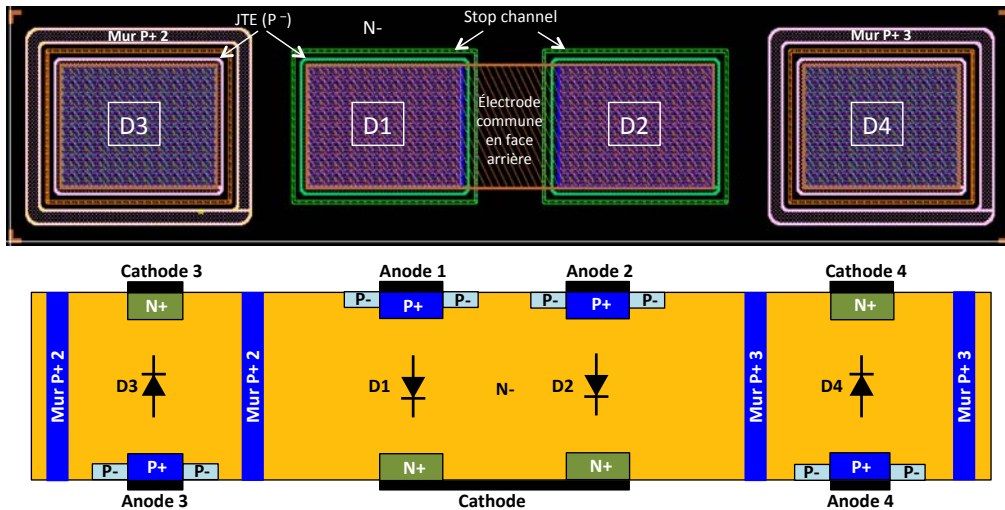 JTE (P ⁻)
N-
Stop channel
Mur P+ 2
Mur P+ 3
D3
D1
Électrode
commune
en face
arrière
D2
D4
Cathode 3
Anode 1
Anode 2
Cathode 4
N+
P-
P+
P-
P-
P+
P-
N+
Mur P+ 2
D3
Mur P+ 2
D1
N-
D2
Mur P+ 3
D4
Mur P+ 3
P-
P+
P-
N+
N+
P-
P+
P-
Anode 3
Cathode
Anode 4